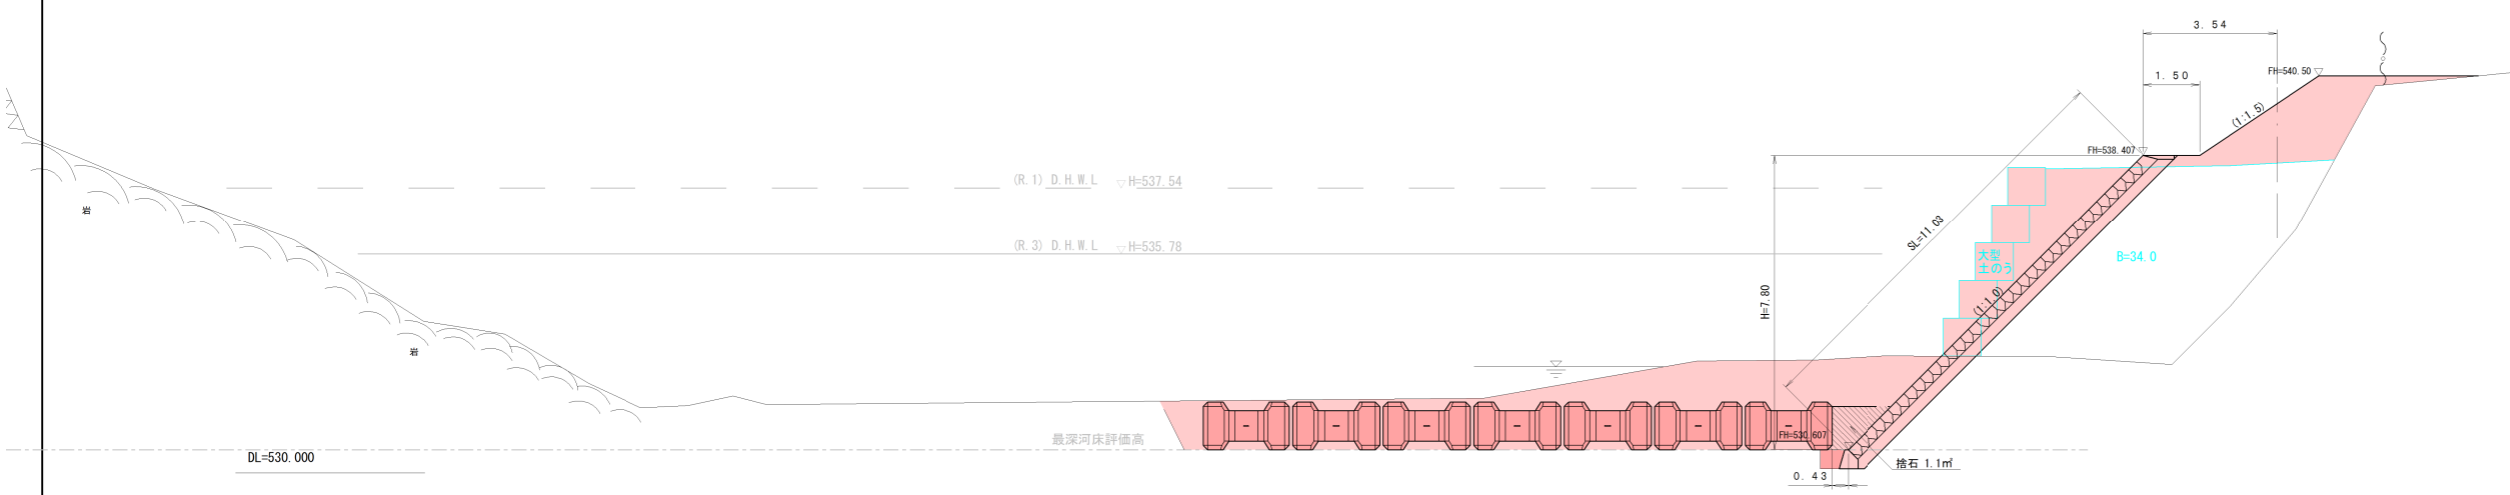 3.54
FH=540.50
1.50
(1:1.5)
FH=538.407
(R.1) D.H.W.L ▽H=537.54
岩
SL=11.03
(R.3) D.H.W.L ▽H=535.78
大型
土のう
B=34.0
H=7.80
(1:1.0)
岩
最深河床評価高
FH=530.607
DL=530.000
捨石 1.1㎡
0.43